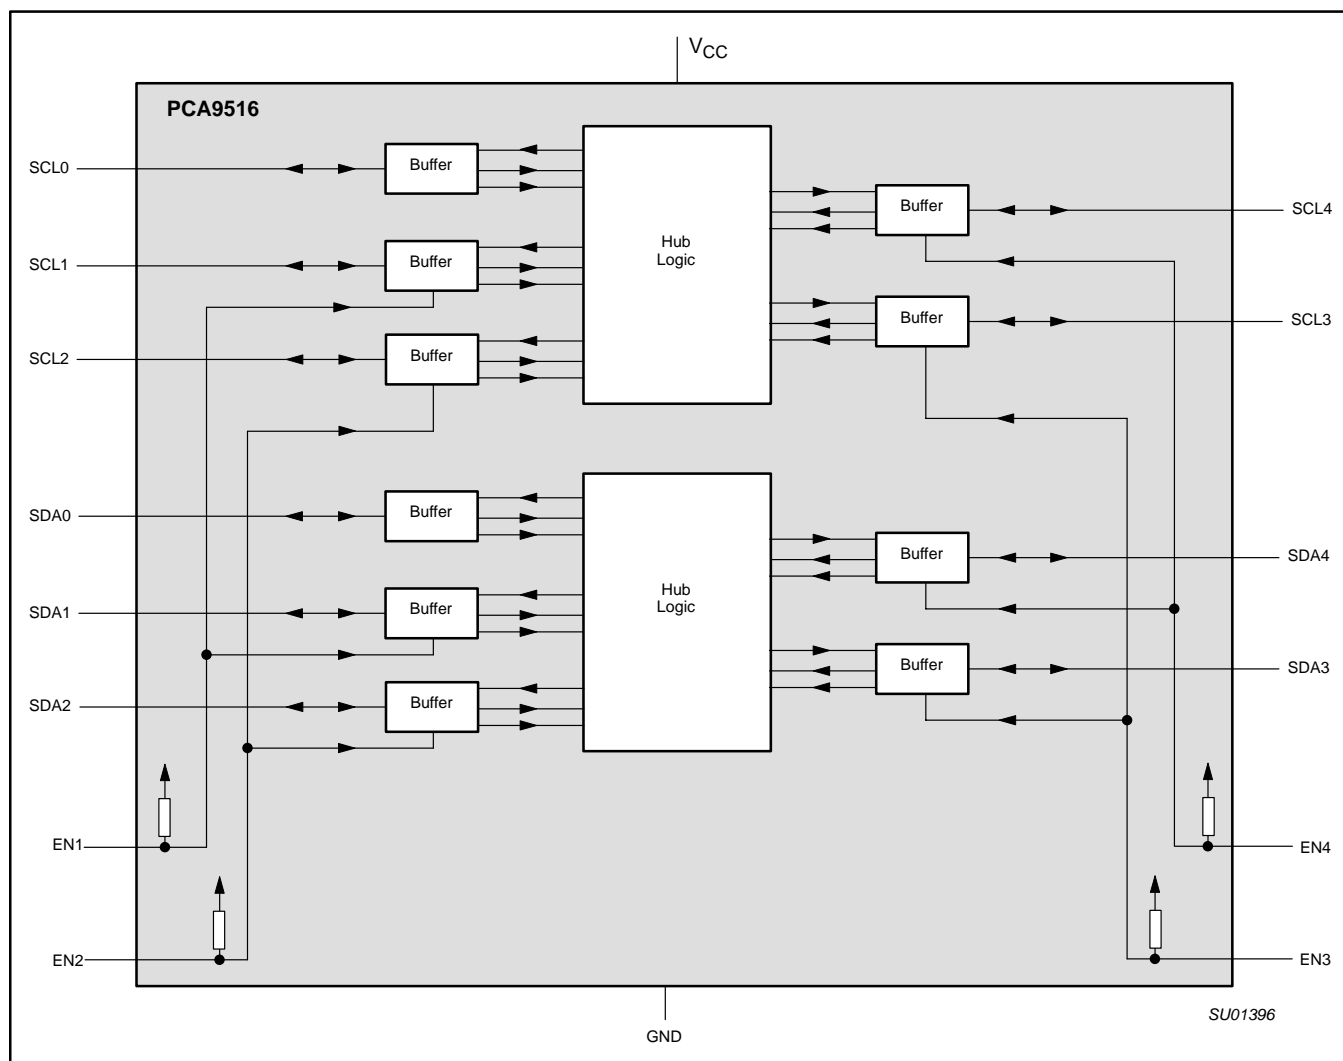 VCC
PCA9516
SCL0
Buffer
Hub
Logic
Buffer
SCL4
SCL1
Buffer
SCL2
Buffer
Buffer
SCL3
SDA0
Buffer
Hub
Logic
Buffer
SDA4
SDA1
Buffer
SDA2
Buffer
Buffer
SDA3
EN1
EN4
EN2
EN3
SU01396
GND